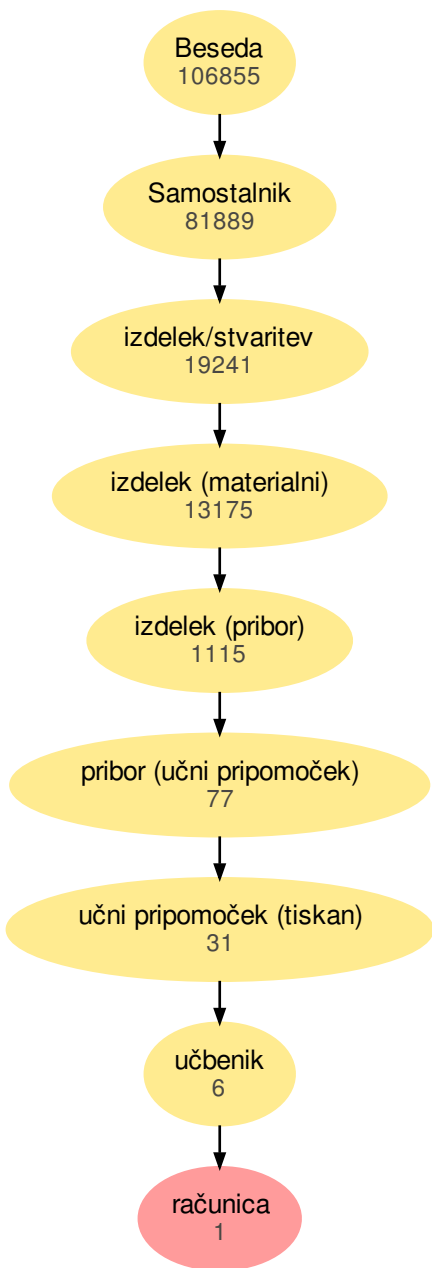 Beseda
106855
Samostalnik
81889
izdelek/stvaritev
19241
izdelek (materialni)
13175
izdelek (pribor)
1115
pribor (učni pripomoček)
77
učni pripomoček (tiskan)
31
učbenik
6
računica
1